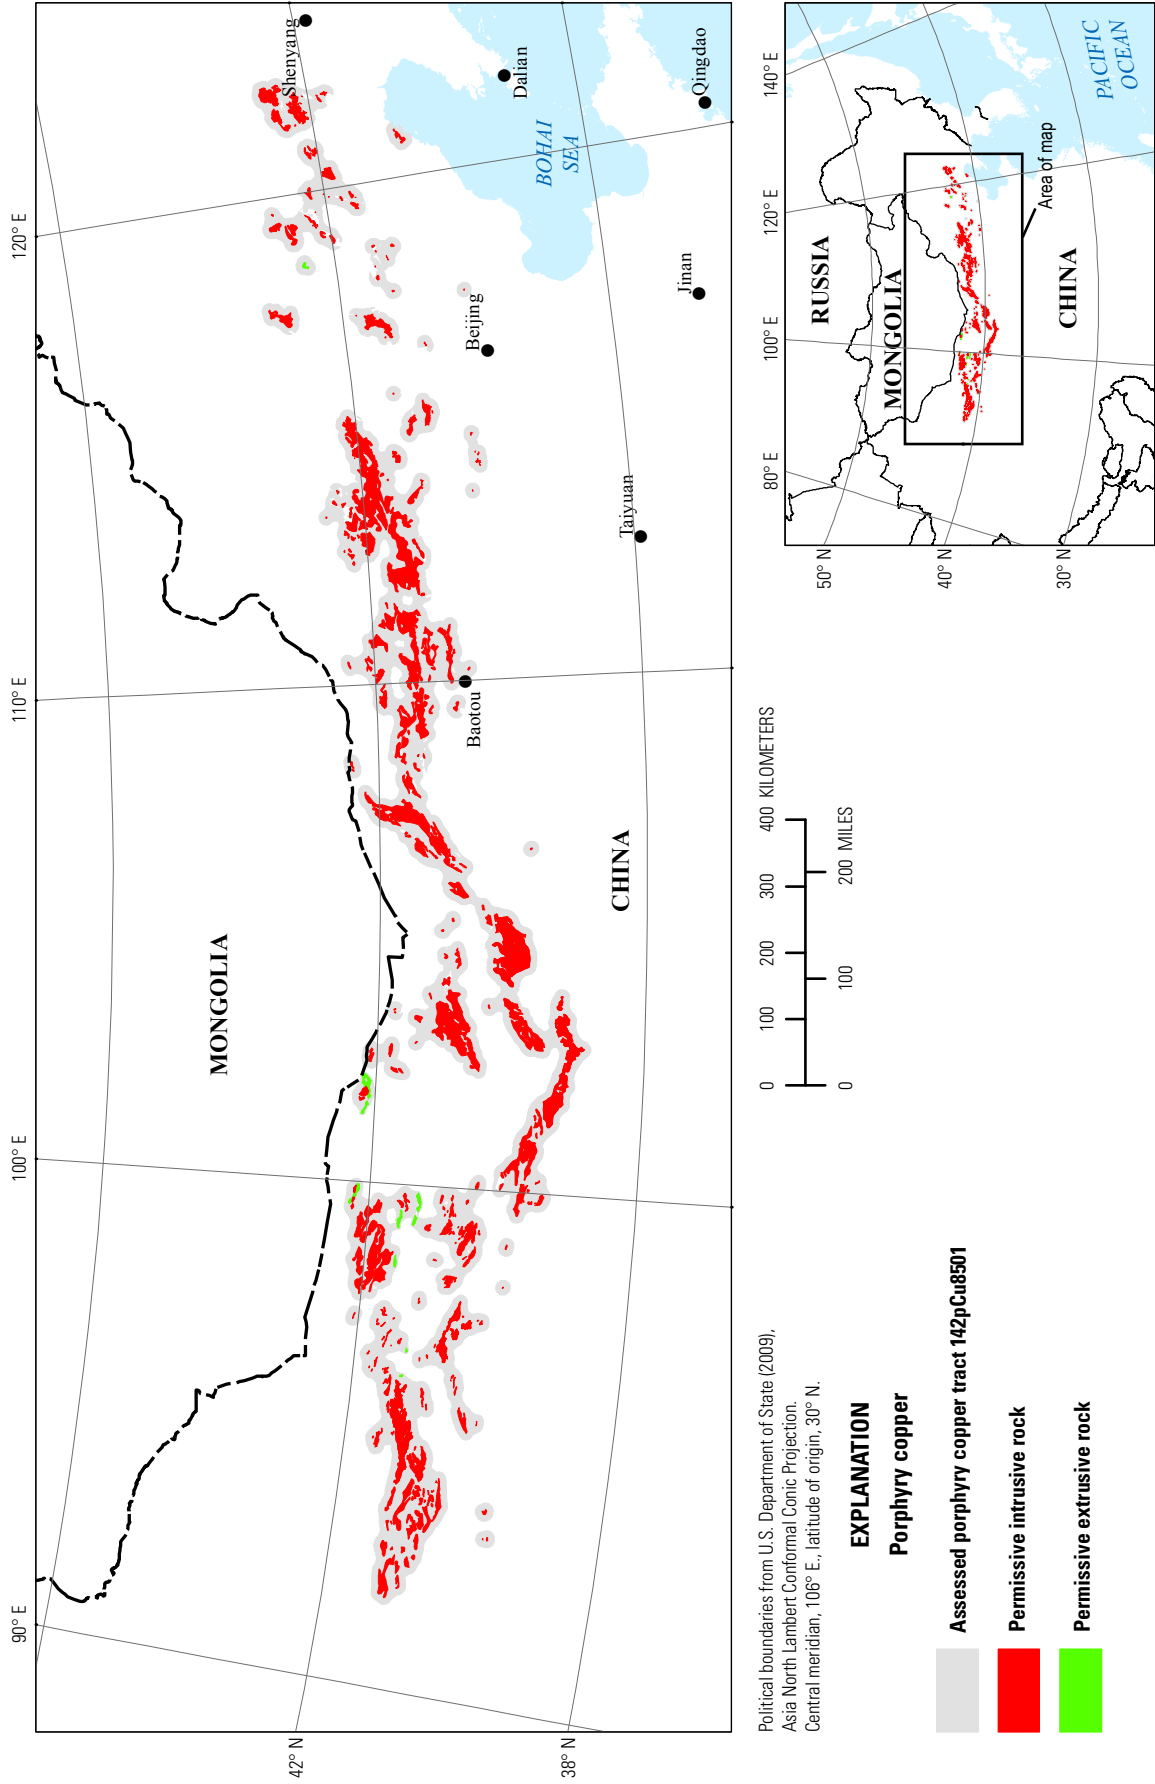 90° E
100° E
110° E
120° E
42° N
38° N
MONGOLIA
CHINA
BOHAI
SEA
Shenyang
Dalian
Qingdao
Beijing
Jinan
Taiyuan
Baotou
Political boundaries from U.S. Department of State (2009),
Asia North Lambert Conformal Conic Projection.
Central meridian, 106° E., latitude of origin, 30° N.
0 100 200 300 400 KILOMETERS
0 100 200 MILES
EXPLANATION
Porphyry copper
Assessed porphyry copper tract 142pCu8501
Permissive intrusive rock
Permissive extrusive rock
80° E
100° E
120° E
140° E
50° N
40° N
30° N
RUSSIA
MONGOLIA
CHINA
PACIFIC
OCEAN
Area of map